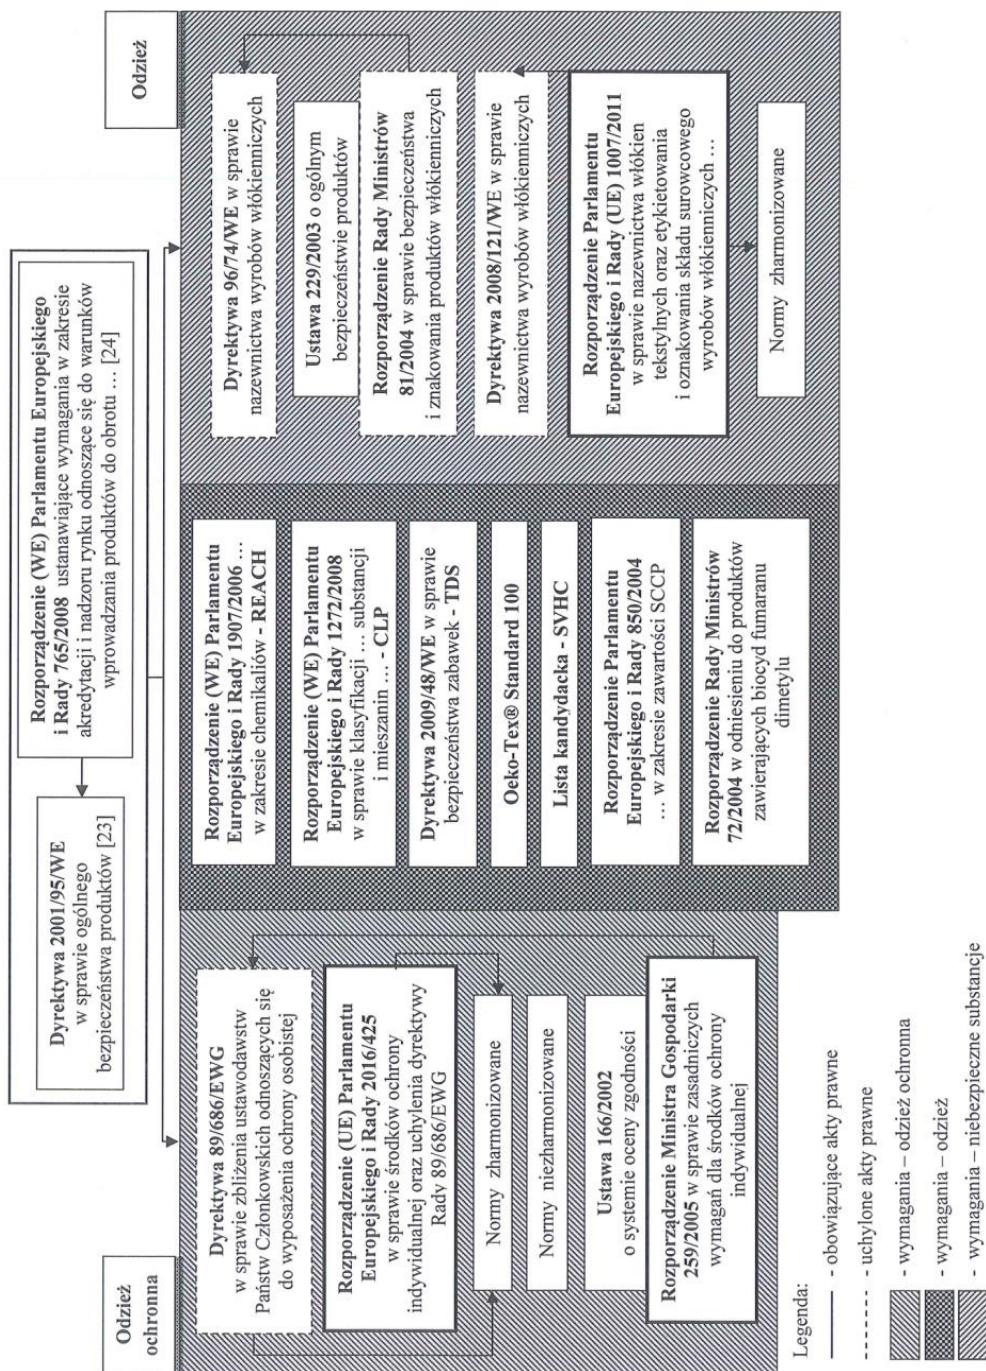 Rozporządzenie (WE) Parlamentu Europejskiego
i Rady 765/2008 ustanawiające wymagania w zakresie
akredytacji i nadzoru rynku odnoszące się do warunków
wprowadzania produktów do obrotu … [24]
Dyrektywa 2001/95/WE
w sprawie ogólnego
bezpieczeństwa produktów [23]
Odzież
ochronna
Odzież
Dyrektywa 89/686/EWG
w sprawie zbliżenia ustawodawstw
Państw Członkowskich odnoszących się
do wyposażenia ochrony osobistej
Rozporządzenie (UE) Parlamentu
Europejskiego i Rady 2016/425
w sprawie środków ochrony
indywidualnej oraz uchylenia dyrektywy
Rady 89/686/EWG
Normy zharmonizowane
Normy niezharmonizowane
Ustawa 166/2002
o systemie oceny zgodności
Rozporządzenie Ministra Gospodarki
259/2005 w sprawie zasadniczych
wymagań dla środków ochrony
indywidualnej
Rozporządzenie (WE) Parlamentu
Europejskiego i Rady 1907/2006 …
w zakresie chemikaliów - REACH
Rozporządzenie (WE) Parlamentu
Europejskiego i Rady 1272/2008
w sprawie klasyfikacji … substancji
i mieszanin … - CLP
Dyrektywa 2009/48/WE w sprawie
bezpieczeństwa zabawek - TDS
Oeko-Tex® Standard 100
Lista kandydacka - SVHC
Rozporządzenie Parlamentu
Europejskiego i Rady 850/2004
… w zakresie zawartości SCCP
Rozporządzenie Rady Ministrów
72/2004 w odniesieniu do produktów
zawierających biocyd fumaranu
dimetylu
Dyrektywa 96/74/WE w sprawie
nazewnictwa wyrobów włókienniczych
Ustawa 229/2003 o ogólnym
bezpieczeństwie produktów
Rozporządzenie Rady Ministrów
81/2004 w sprawie bezpieczeństwa
i znakowania produktów włókienniczych
Dyrektywa 2008/121/WE w sprawie
nazewnictwa wyrobów włókienniczych
Rozporządzenie Parlamentu
Europejskiego i Rady (UE) 1007/2011
w sprawie nazewnictwa włókien
tekstylnych oraz etykietowania
i oznakowania składu surowcowego
wyrobów włókienniczych …
Normy zharmonizowane
Legenda:
- obowiązujące akty prawne
- uchylone akty prawne
- wymagania – odzież ochronna
- wymagania – odzież
- wymagania – niebezpieczne substancje